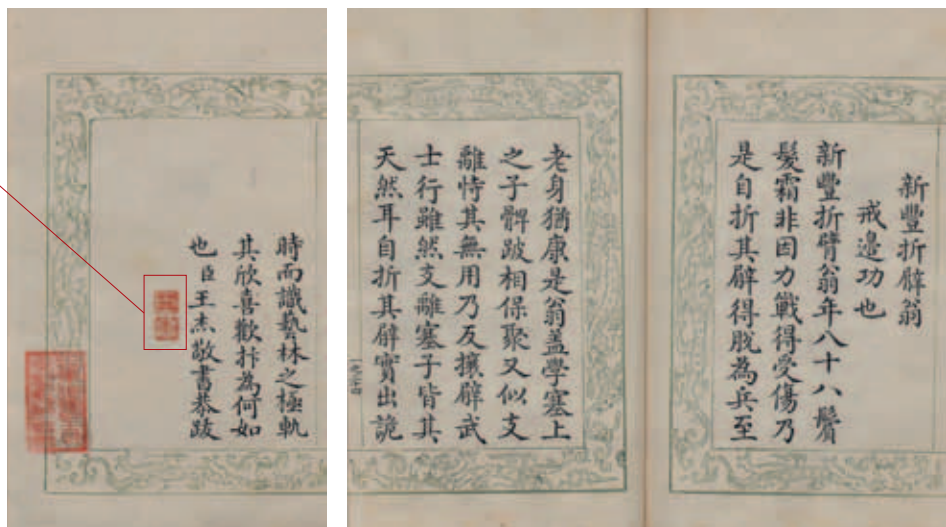 新豐折臂翁
戒邊功也
新豐折臂翁年八十八鬢
髮霜非因力戰得受傷乃
是自折其臂得脫為兵至
老身猶康是翁盖學塞上
之子髀跛相保聚又似支
離恃其無用乃反攘臂武
士行雖然支離塞子皆其
天然耳自折其臂實出詭
時而識藝林之極軌
其欣喜歡抃為何如
也臣王杰敬書恭跋